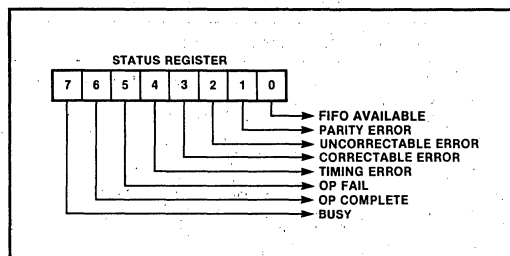 STATUS REGISTER
7 6 5 4 3 2 1 0
FIFO AVAILABLE
PARITY ERROR
UNCORRECTABLE ERROR
CORRECTABLE ERROR
TIMING ERROR
OP FAIL
OP COMPLETE
BUSY